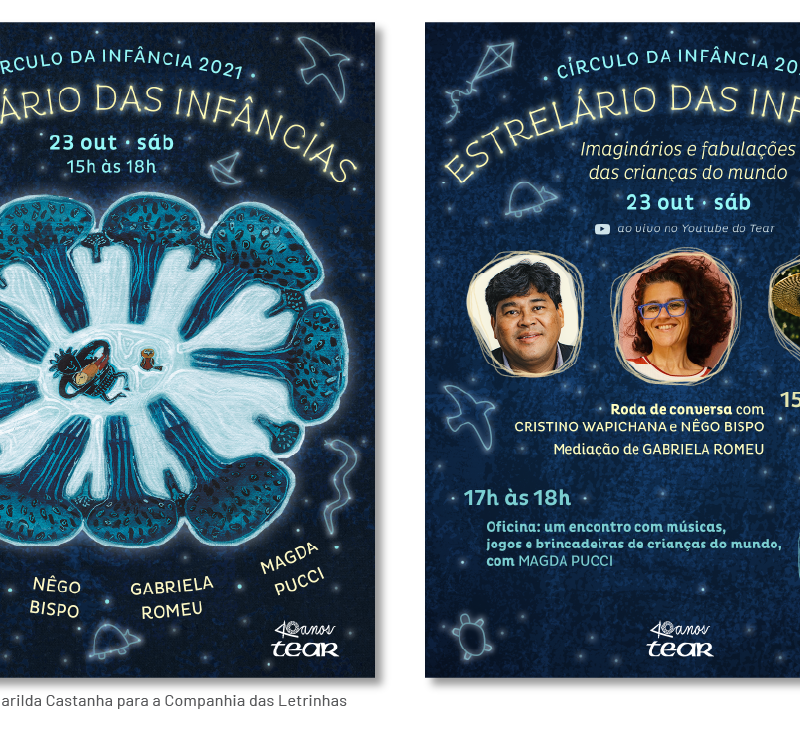 RCULO DA INFÂNCIA 2021
ÁRIO DAS INFÂNCIAS
23 out · sáb
15h às 18h
NÊGO
BISPO
GABRIELA
ROMEU
MAGDA
PUCCI
40 anos
tear
arilda Castanha para a Companhia das Letrinhas
CÍRCULO DA INFÂNCIA 20
ESTRELÁRIO DAS INF
Imaginários e fabulações
das crianças do mundo
23 out · sáb
ao vivo no Youtube do Tear
15
Roda de conversa com
CRISTINO WAPICHANA e NÊGO BISPO
Mediação de GABRIELA ROMEU
17h às 18h
Oficina: um encontro com músicas,
jogos e brincadeiras de crianças do mundo,
com MAGDA PUCCI
40 anos
tear